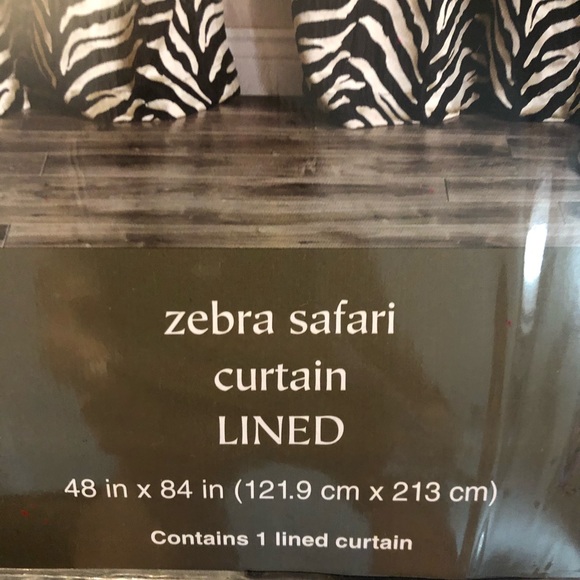 zebra safari
curtain
LINED
48 in x 84 in (121.9 cm x 213 cm)
Contains 1 lined curtain